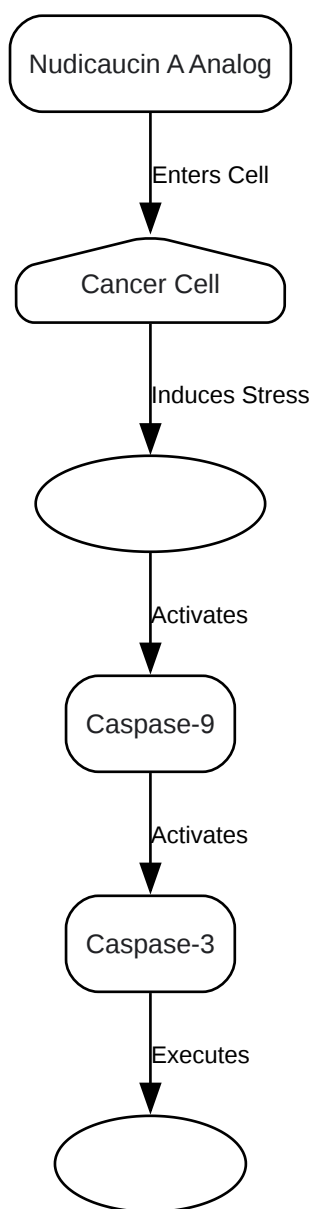 Nudicaucin A Analog
Enters Cell
Cancer Cell
Induces Stress
Activates
Caspase-9
Activates
Caspase-3
Executes